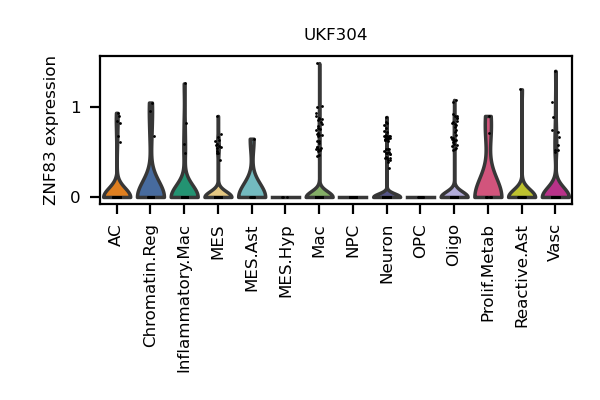 UKF304
ZNF83 expression
1
0
AC
Chromatin.Reg
Inflammatory.Mac
MES
MES.Ast
MES.Hyp
Mac
NPC
Neuron
OPC
Oligo
Prolif.Metab
Reactive.Ast
Vasc